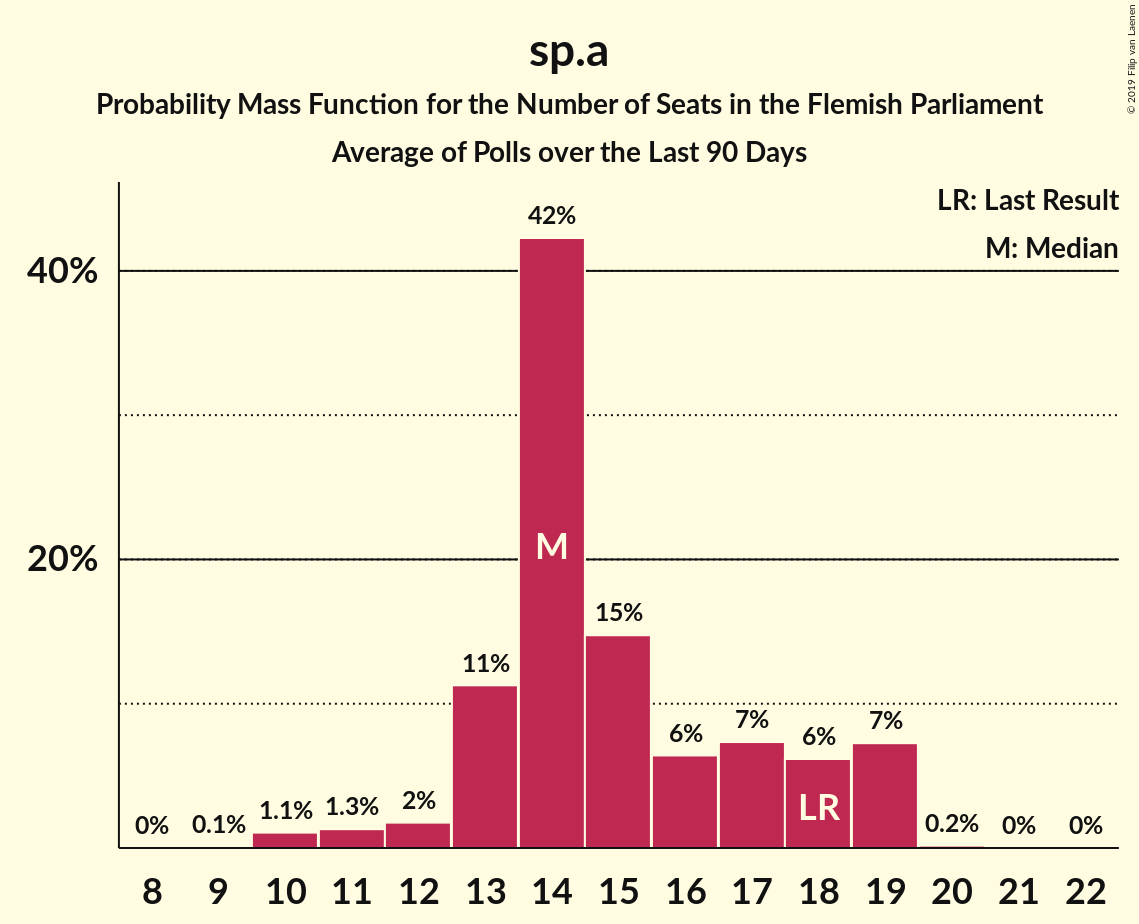 sp.a
Probability Mass Function for the Number of Seats in the Flemish Parliament
Average of Polls over the Last 90 Days
© 2019 Filip van Laenen
LR: Last Result
M: Median
40%
20%
0%
0.1%
1.1%
1.3%
2%
11%
42%
15%
6%
7%
6%
7%
0.2%
0%
0%
M
LR
8 9 10 11 12 13 14 15 16 17 18 19 20 21 22